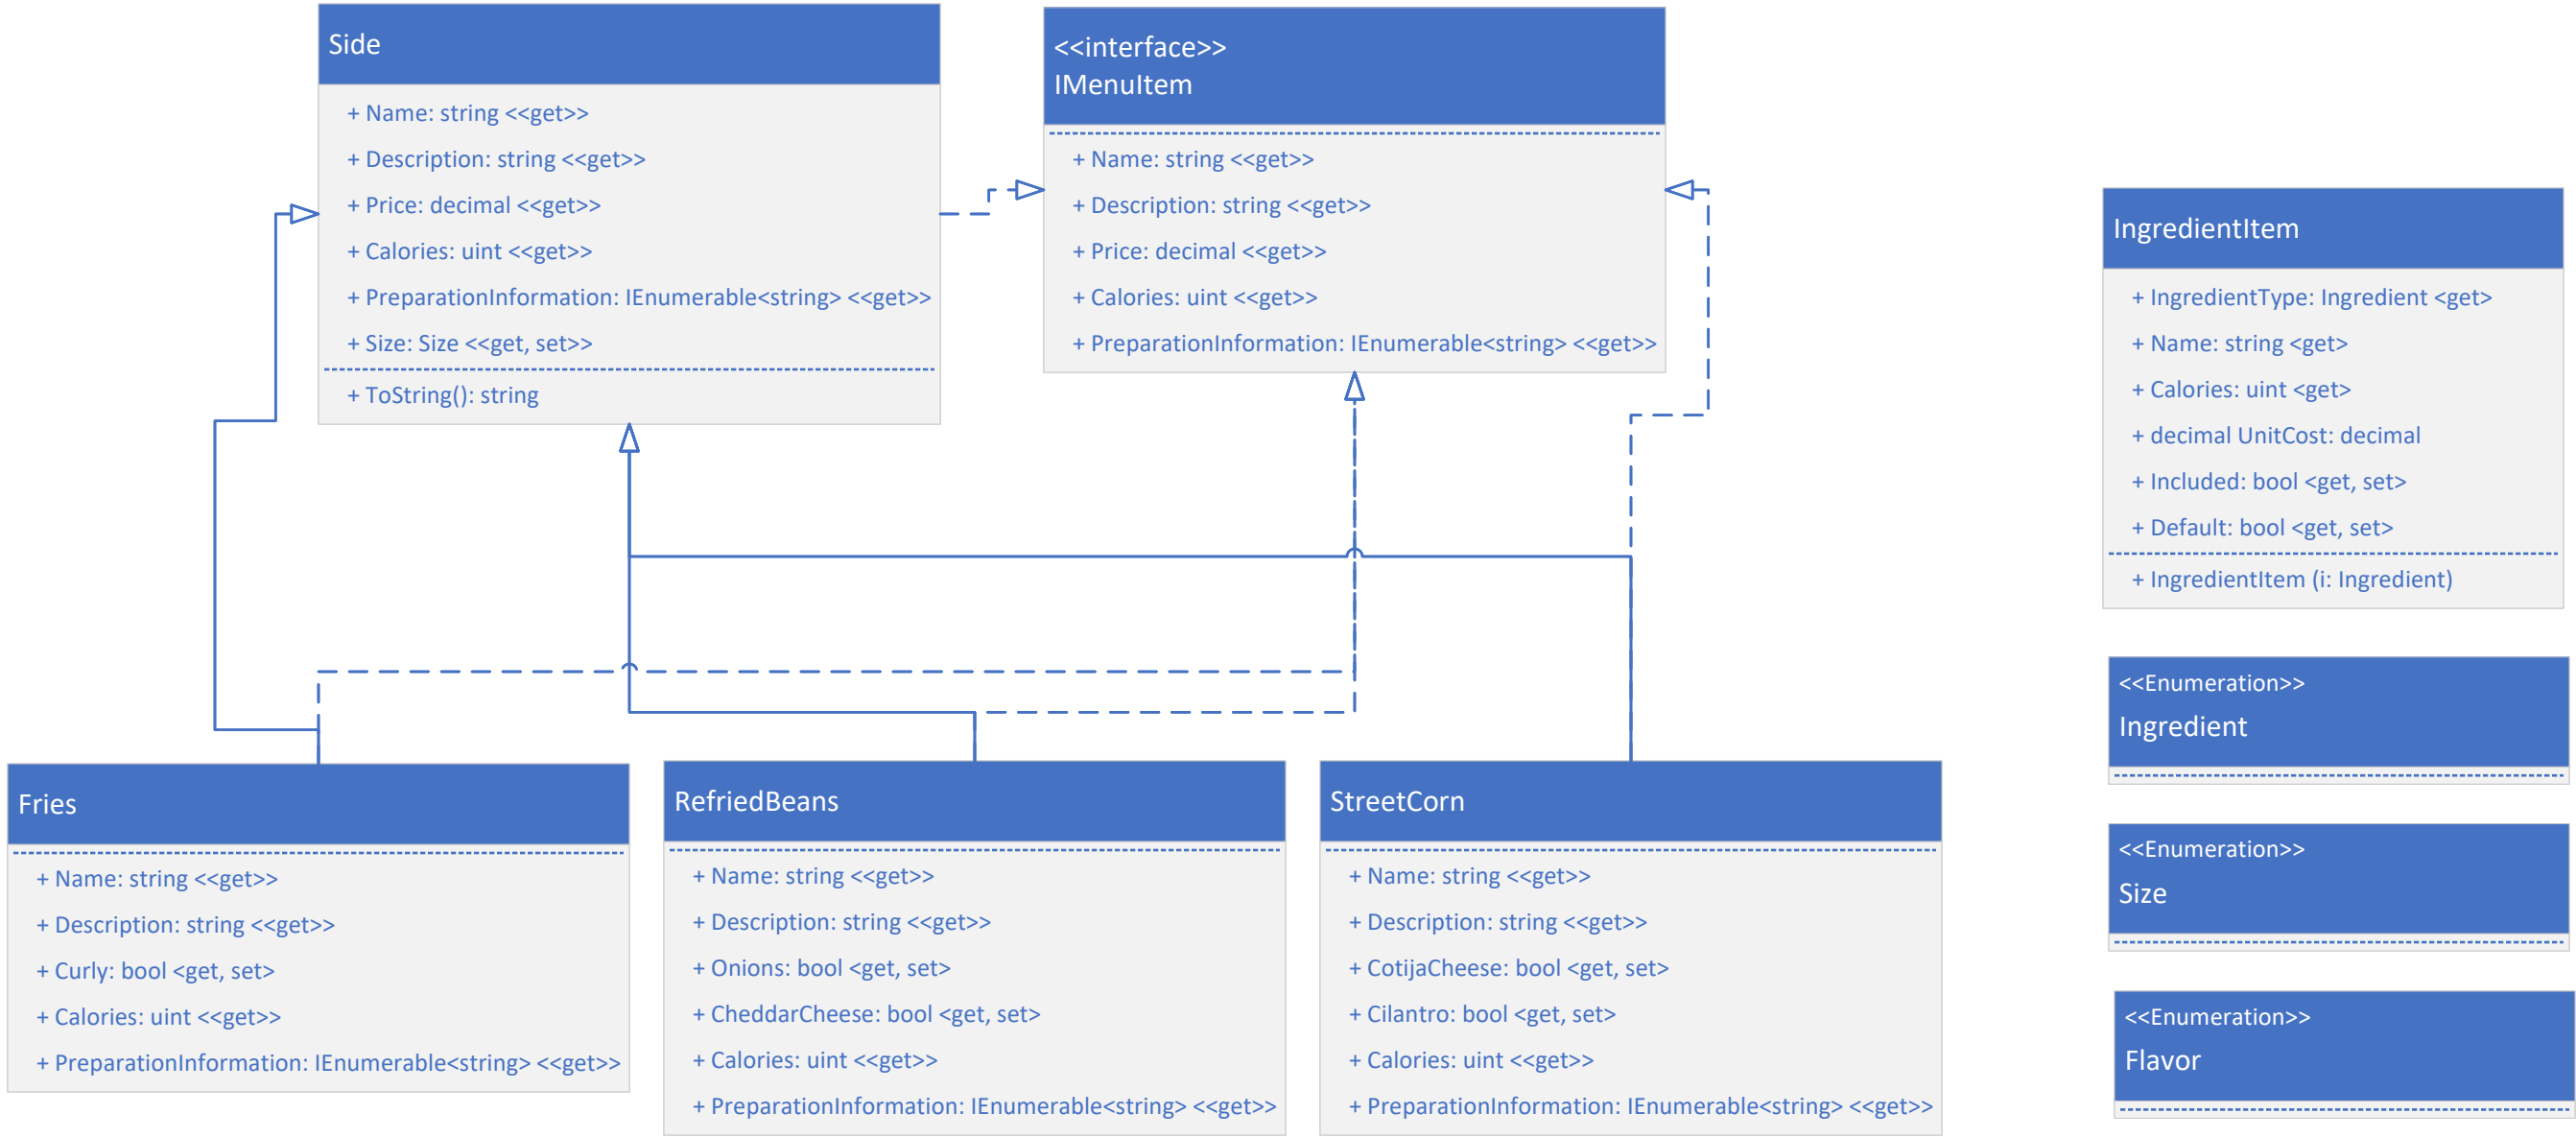 Side
+ Name: string <<get>>
+ Description: string <<get>>
+ Price: decimal <<get>>
+ Calories: uint <<get>>
+ PreparationInformation: IEnumerable<string> <<get>>
+ Size: Size <<get, set>>
+ ToString(): string
<<interface>>
IMenuItem
+ Name: string <<get>>
+ Description: string <<get>>
+ Price: decimal <<get>>
+ Calories: uint <<get>>
+ PreparationInformation: IEnumerable<string> <<get>>
IngredientItem
+ IngredientType: Ingredient <get>
+ Name: string <get>
+ Calories: uint <get>
+ decimal UnitCost: decimal
+ Included: bool <get, set>
+ Default: bool <get, set>
+ IngredientItem (i: Ingredient)
<<Enumeration>>
Ingredient
<<Enumeration>>
Size
<<Enumeration>>
Flavor
Fries
+ Name: string <<get>>
+ Description: string <<get>>
+ Curly: bool <get, set>
+ Calories: uint <<get>>
+ PreparationInformation: IEnumerable<string> <<get>>
RefriedBeans
+ Name: string <<get>>
+ Description: string <<get>>
+ Onions: bool <get, set>
+ CheddarCheese: bool <get, set>
+ Calories: uint <<get>>
+ PreparationInformation: IEnumerable<string> <<get>>
StreetCorn
+ Name: string <<get>>
+ Description: string <<get>>
+ CotijaCheese: bool <get, set>
+ Cilantro: bool <get, set>
+ Calories: uint <<get>>
+ PreparationInformation: IEnumerable<string> <<get>>